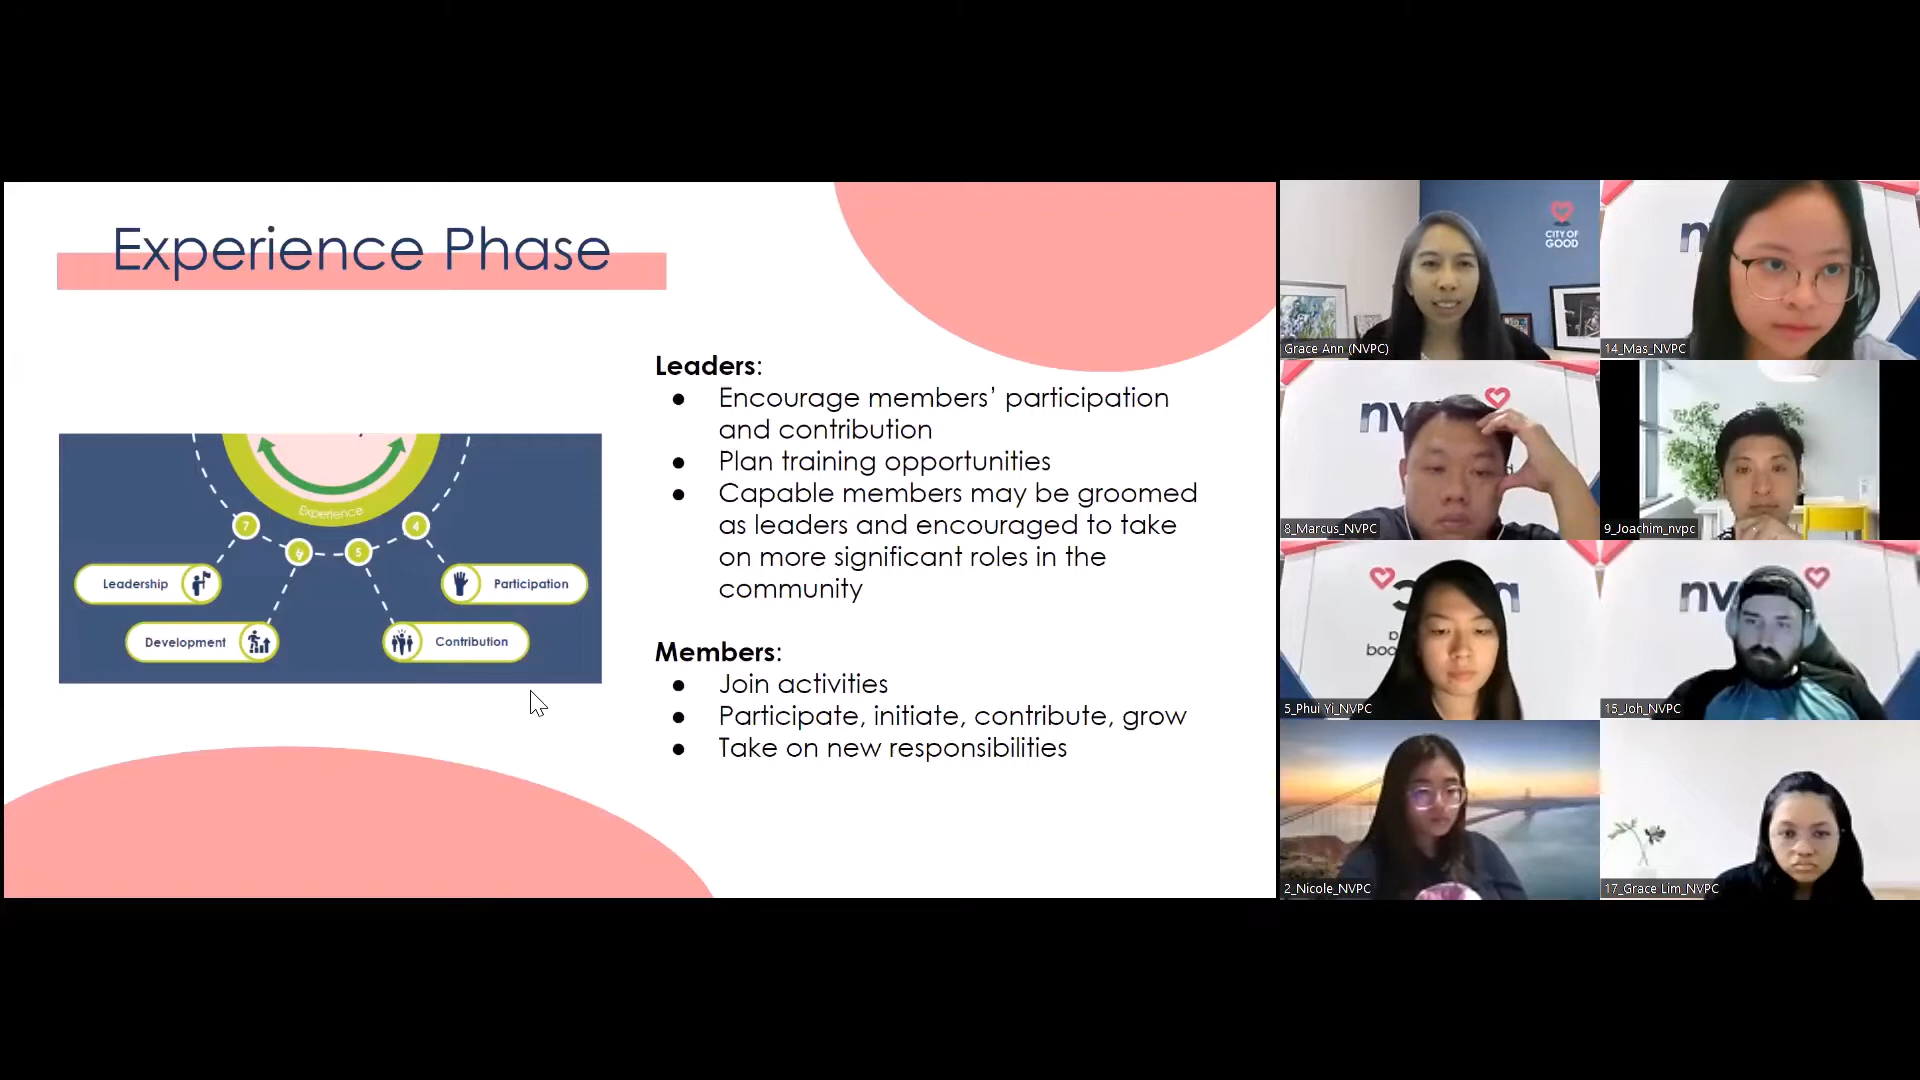 Experience Phase
Leaders:
● Encourage members’ participation
and contribution
● Plan training opportunities
● Capable members may be groomed
as leaders and encouraged to take
on more significant roles in the
community
Members:
● Join activities
● Participate, initiate, contribute, grow
● Take on new responsibilities
Experience
7
4
5
Leadership
Participation
Development
Contribution
CITY OF
GOOD
Grace Ann (NVPC)
14_Mas_NVPC
8_Marcus_NVPC
9_Joachim_nvpc
5_Phui Yi_NVPC
15_Joh_NVPC
2_Nicole_NVPC
17_Grace Lim_NVPC